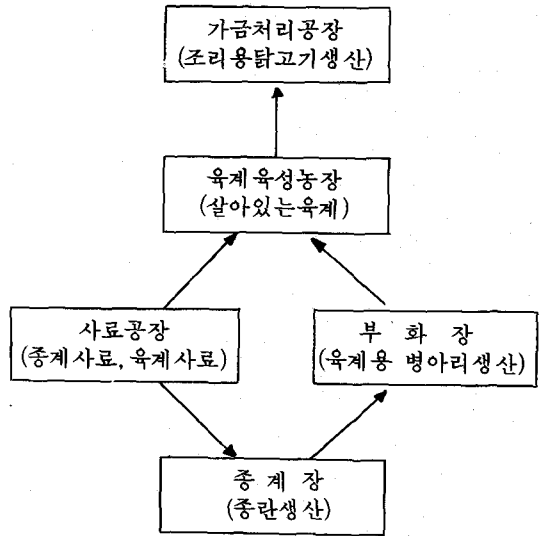 가금처리공장
(조리용닭고기생산)
육계육성농장
(살아있는육계)
사료공장
(종계사료, 육계사료)
부 화 장
(육계용 병아리생산)
종 계 장
(종란생산)